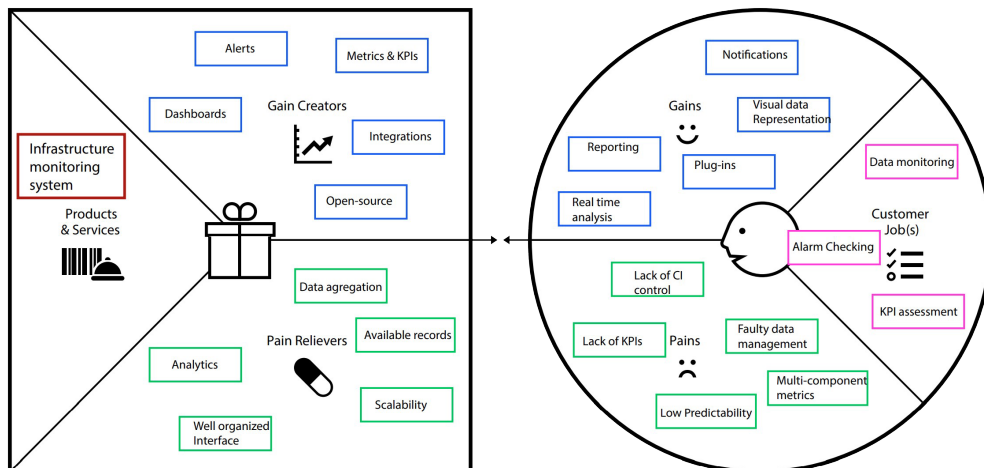 Alerts
Metrics & KPIs
Dashboards
Gain Creators
Integrations
Infrastructure
monitoring
system
Open-source
Products
& Services
Data agregation
Available records
Pain Relievers
Analytics
Scalability
Well organized
Interface
Notifications
Gains
Visual data
Representation
Reporting
Plug-ins
Data monitoring
Real time
analysis
Customer
Job(s)
Alarm Checking
Lack of CI
control
KPI assessment
Lack of KPIs
Pains
Faulty data
management
Multi-component
metrics
Low Predictability